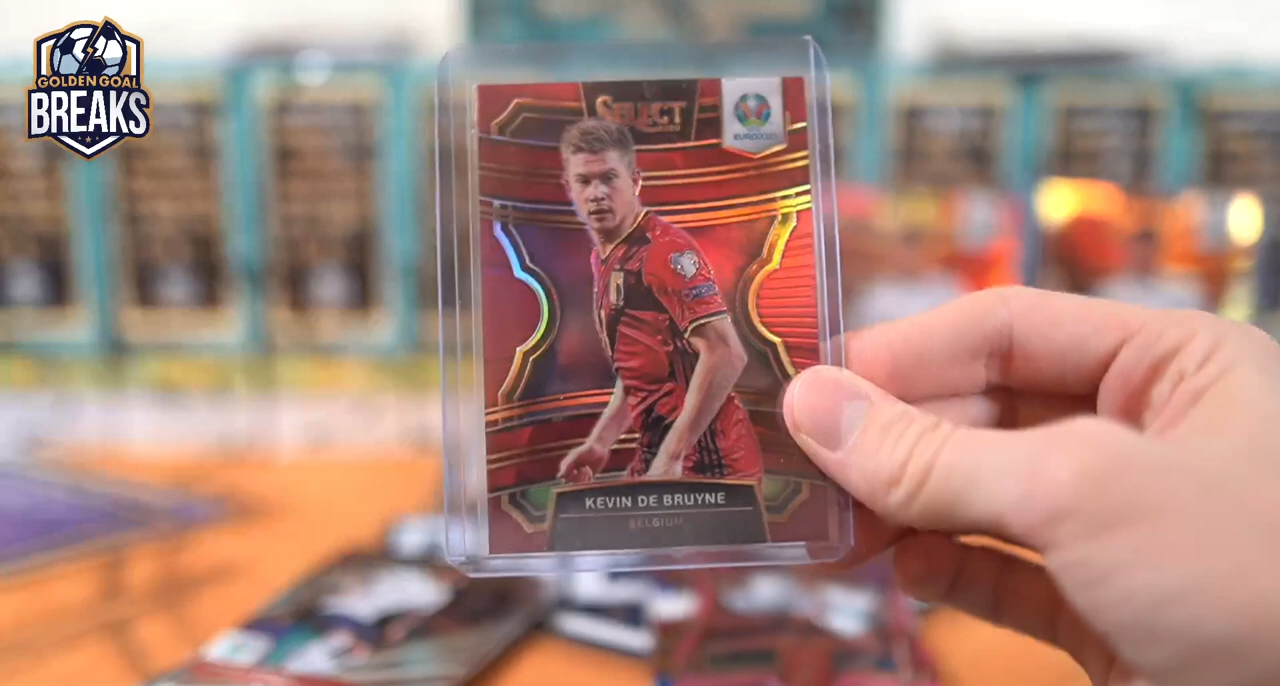 GOLDEN GOAL
BREAKS
SELECT
EURO2020
KEVIN DE BRUYNE
BELGIUM